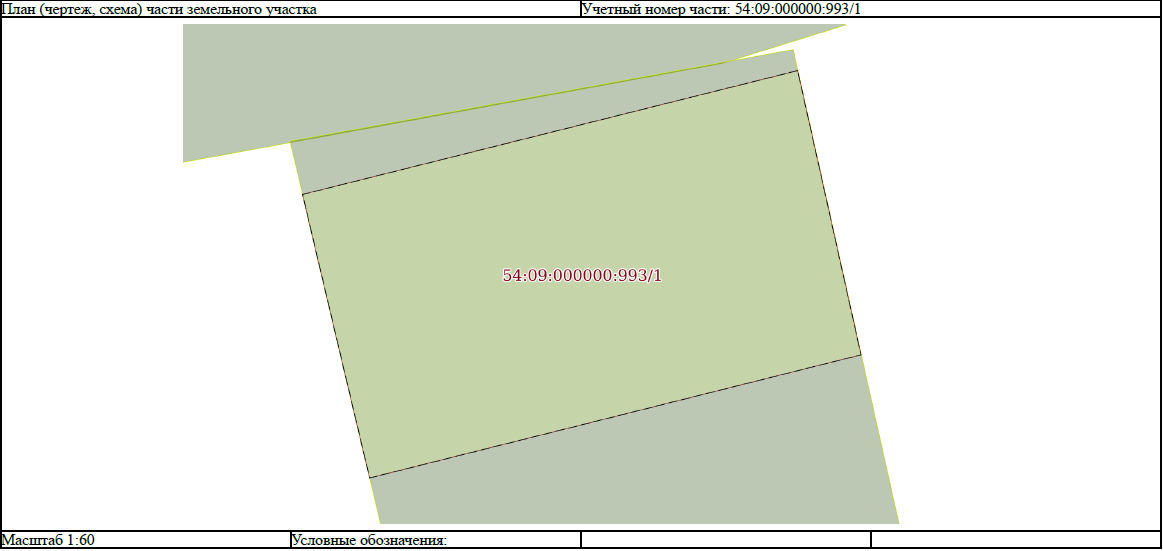 План (чертеж, схема) части земельного участка
Учетный номер части: 54:09:000000:993/1
54:09:000000:993/1
Масштаб 1:60
Условные обозначения: